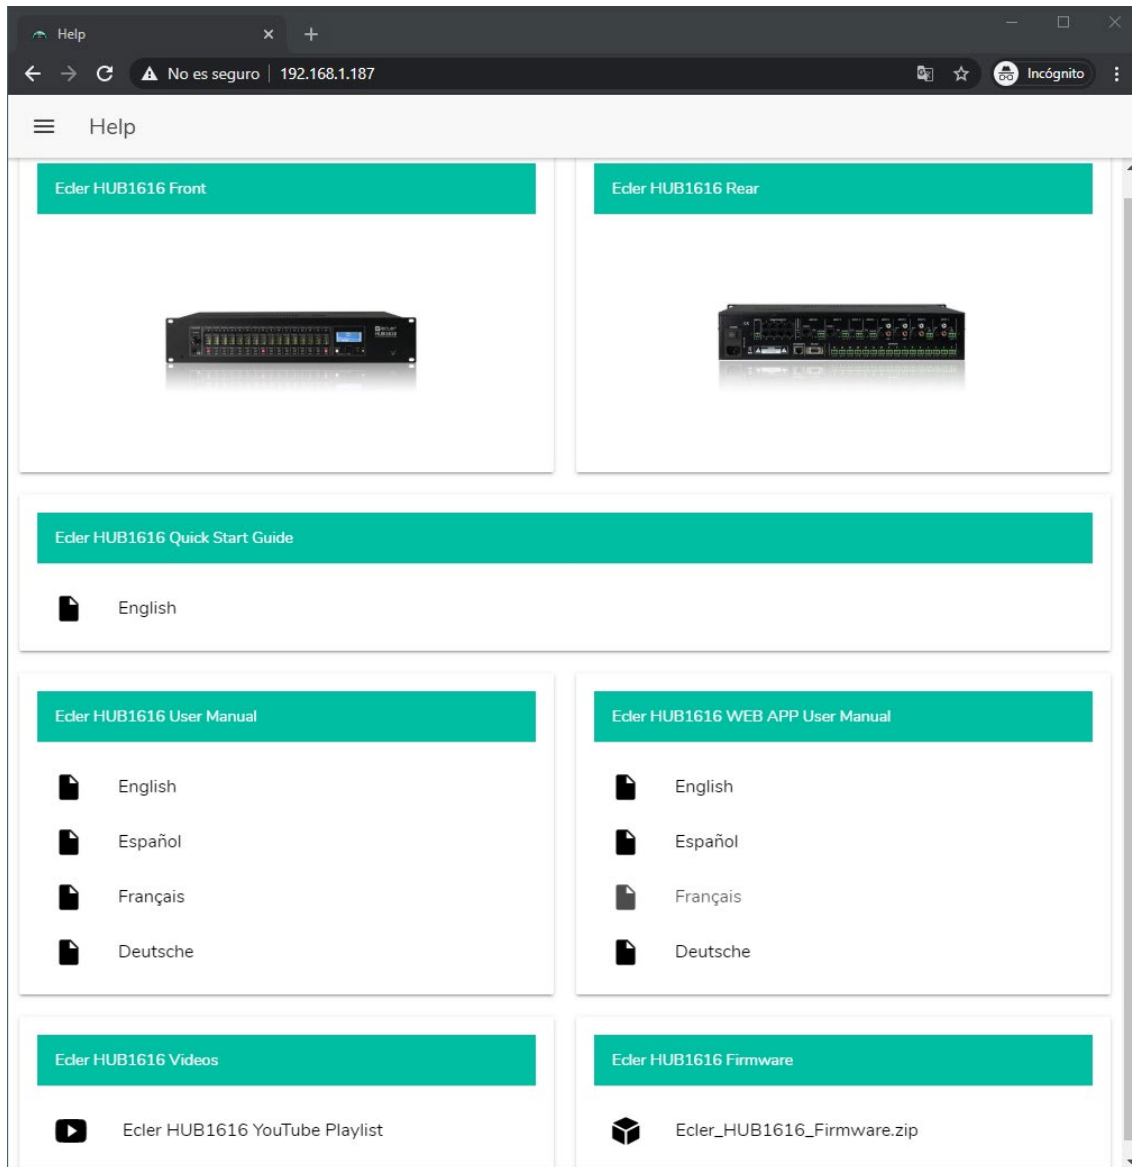 Help
No es seguro
192.168.1.187
Incógnito
Help
Ecler HUB1616 Front
Ecler HUB1616 Rear
ecler
HUB1616
Ecler HUB1616 Quick Start Guide
English
Ecler HUB1616 User Manual
English
Español
Français
Deutsche
Ecler HUB1616 WEB APP User Manual
English
Español
Français
Deutsche
Ecler HUB1616 Videos
Ecler HUB1616 YouTube Playlist
Ecler HUB1616 Firmware
Ecler_HUB1616_Firmware.zip